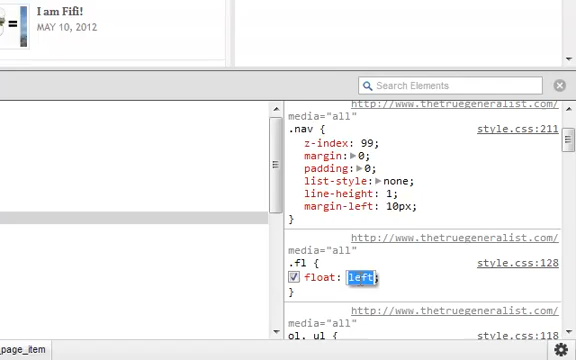 I am Fifi!
MAY 10, 2012
Search Elements
http://www.thetruegeneralist.com/
media="all"
.nav { style.css:211
z-index: 99;
margin: 0;
padding: 0;
list-style: none;
line-height: 1;
margin-left: 10px;
}
http://www.thetruegeneralist.com/
media="all"
.fl { style.css:128
float: left;
}
http://www.thetruegeneralist.com/
media="all"
ol, ul { style.css:118
_page_item